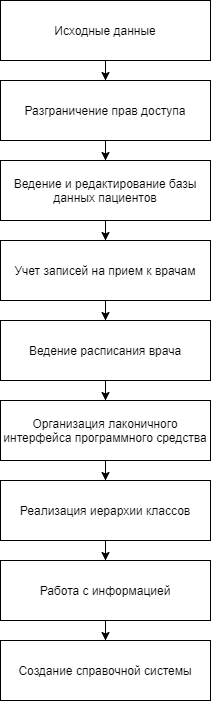 Исходные данные
Разграничение прав доступа
Ведение и редактирование базы
данных пациентов
Учет записей на прием к врачам
Ведение расписания врача
Организация лаконичного
интерфейса программного средства
Реализация иерархии классов
Работа с информацией
Создание справочной системы